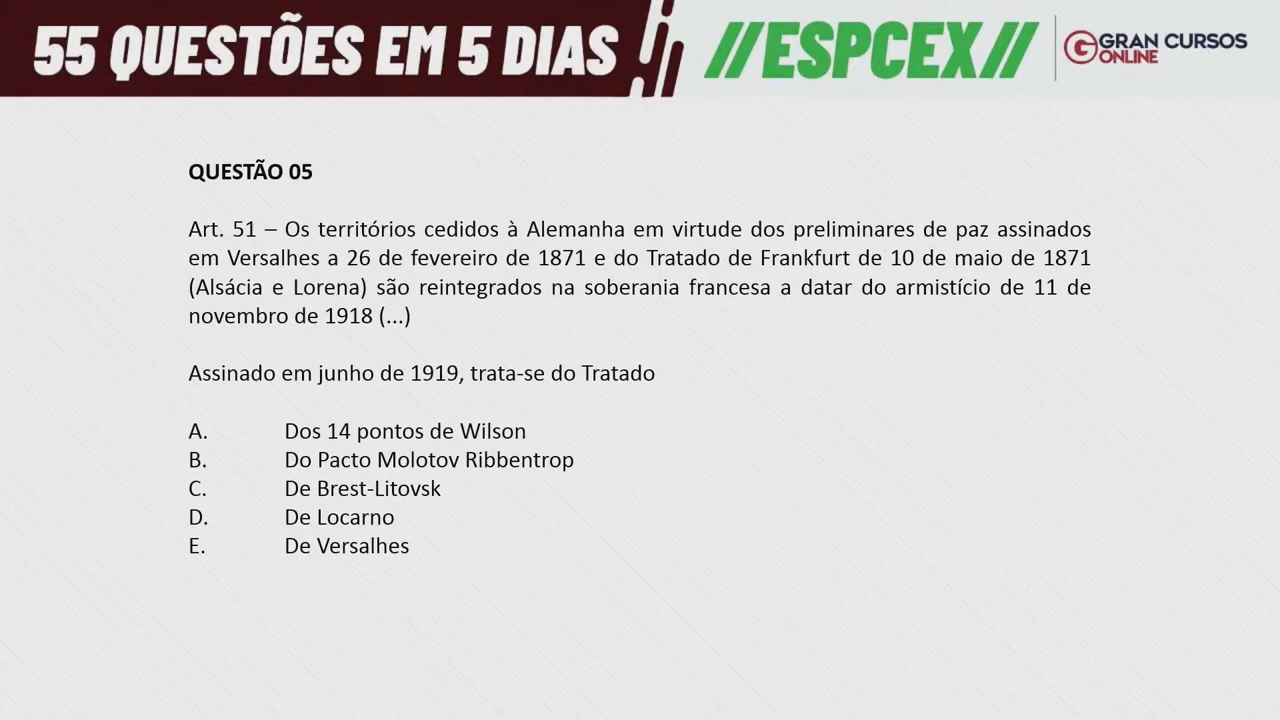 55 QUESTÕES EM 5 DIAS
//ESPCEX//
GRAN CURSOS
ONLINE
QUESTÃO 05
Art. 51 – Os territórios cedidos à Alemanha em virtude dos preliminares de paz assinados
em Versalhes a 26 de fevereiro de 1871 e do Tratado de Frankfurt de 10 de maio de 1871
(Alsácia e Lorena) são reintegrados na soberania francesa a datar do armistício de 11 de
novembro de 1918 (...)
Assinado em junho de 1919, trata-se do Tratado
A. Dos 14 pontos de Wilson
B. Do Pacto Molotov Ribbentrop
C. De Brest-Litovsk
D. De Locarno
E. De Versalhes